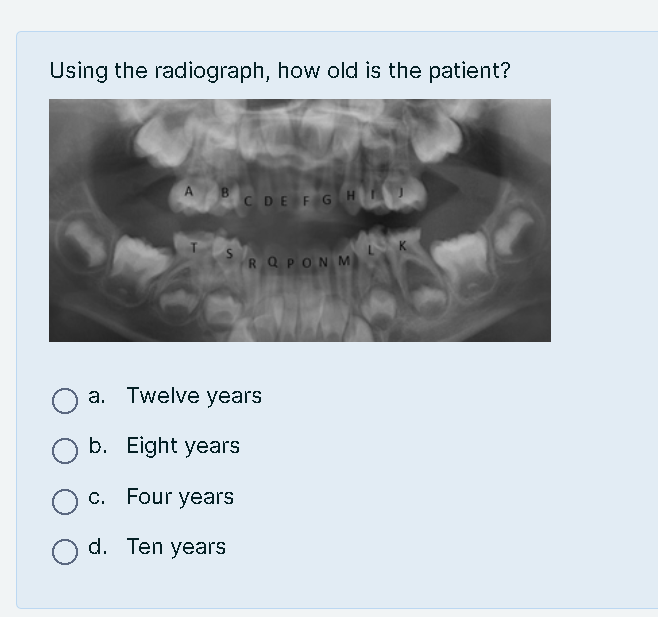 Using the radiograph, how old is the patient?
A B C D E F G H I J
T S R Q P O N M L K
a. Twelve years
b. Eight years
c. Four years
d. Ten years